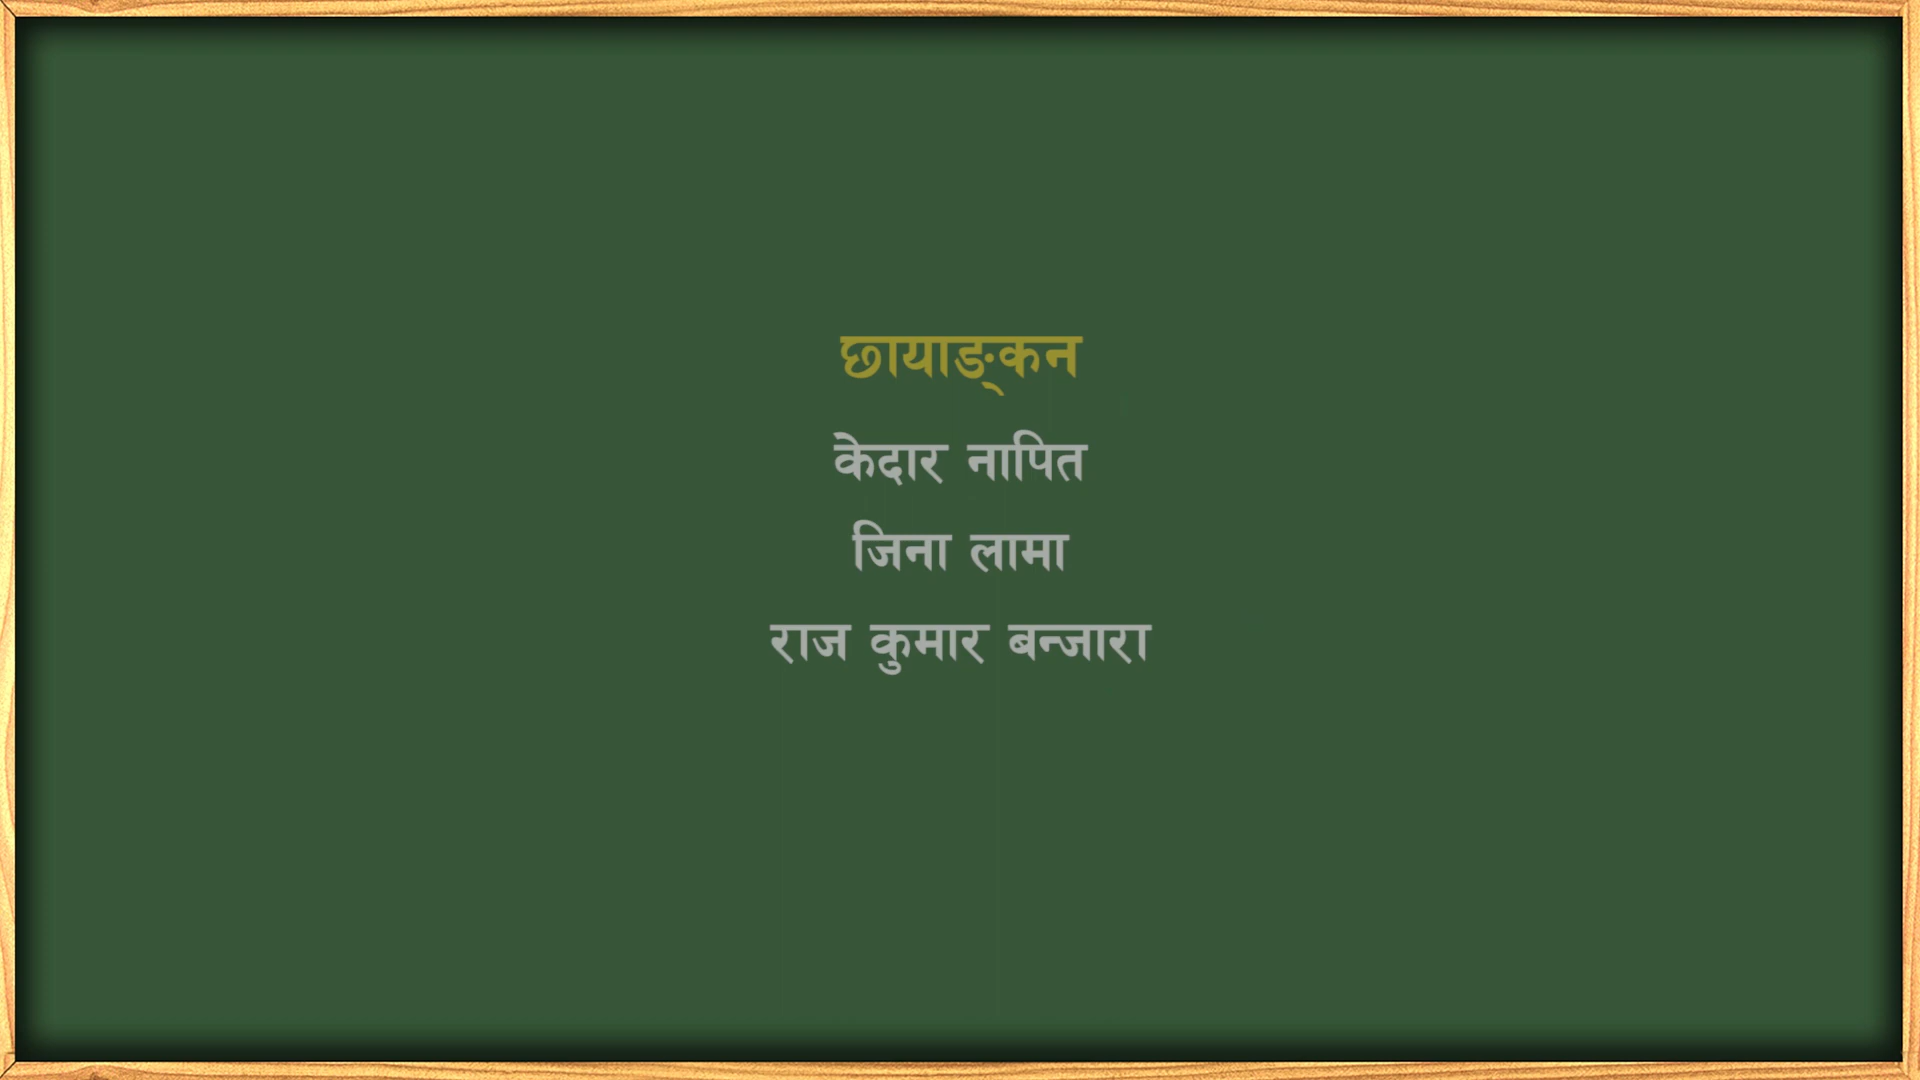 छायाङ्कन
केदार नापित
जिना लामा
राज कुमार बन्जारा